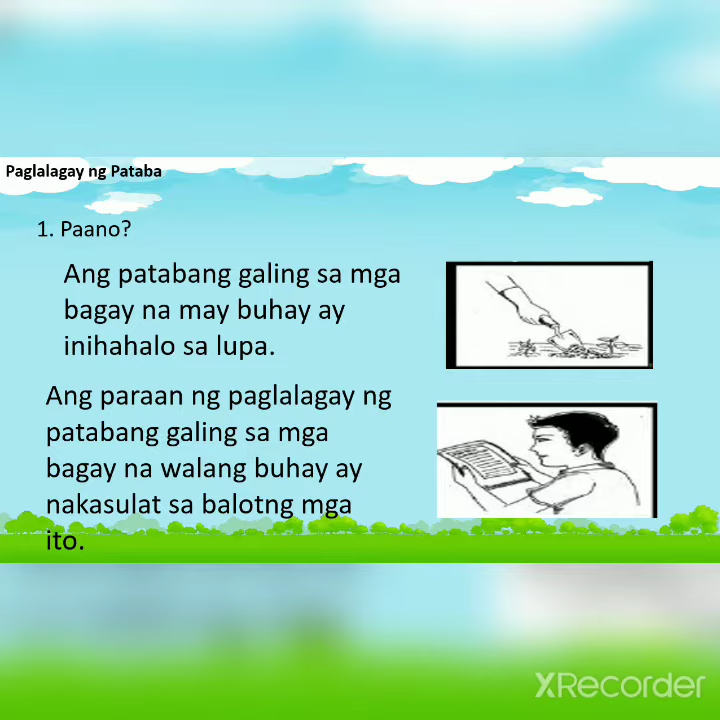 Paglalagay ng Pataba
1. Paano?
Ang patabang galing sa mga
bagay na may buhay ay
inihahalo sa lupa.
Ang paraan ng paglalagay ng
patabang galing sa mga
bagay na walang buhay ay
nakasulat sa balotng mga
ito.
XRecorder